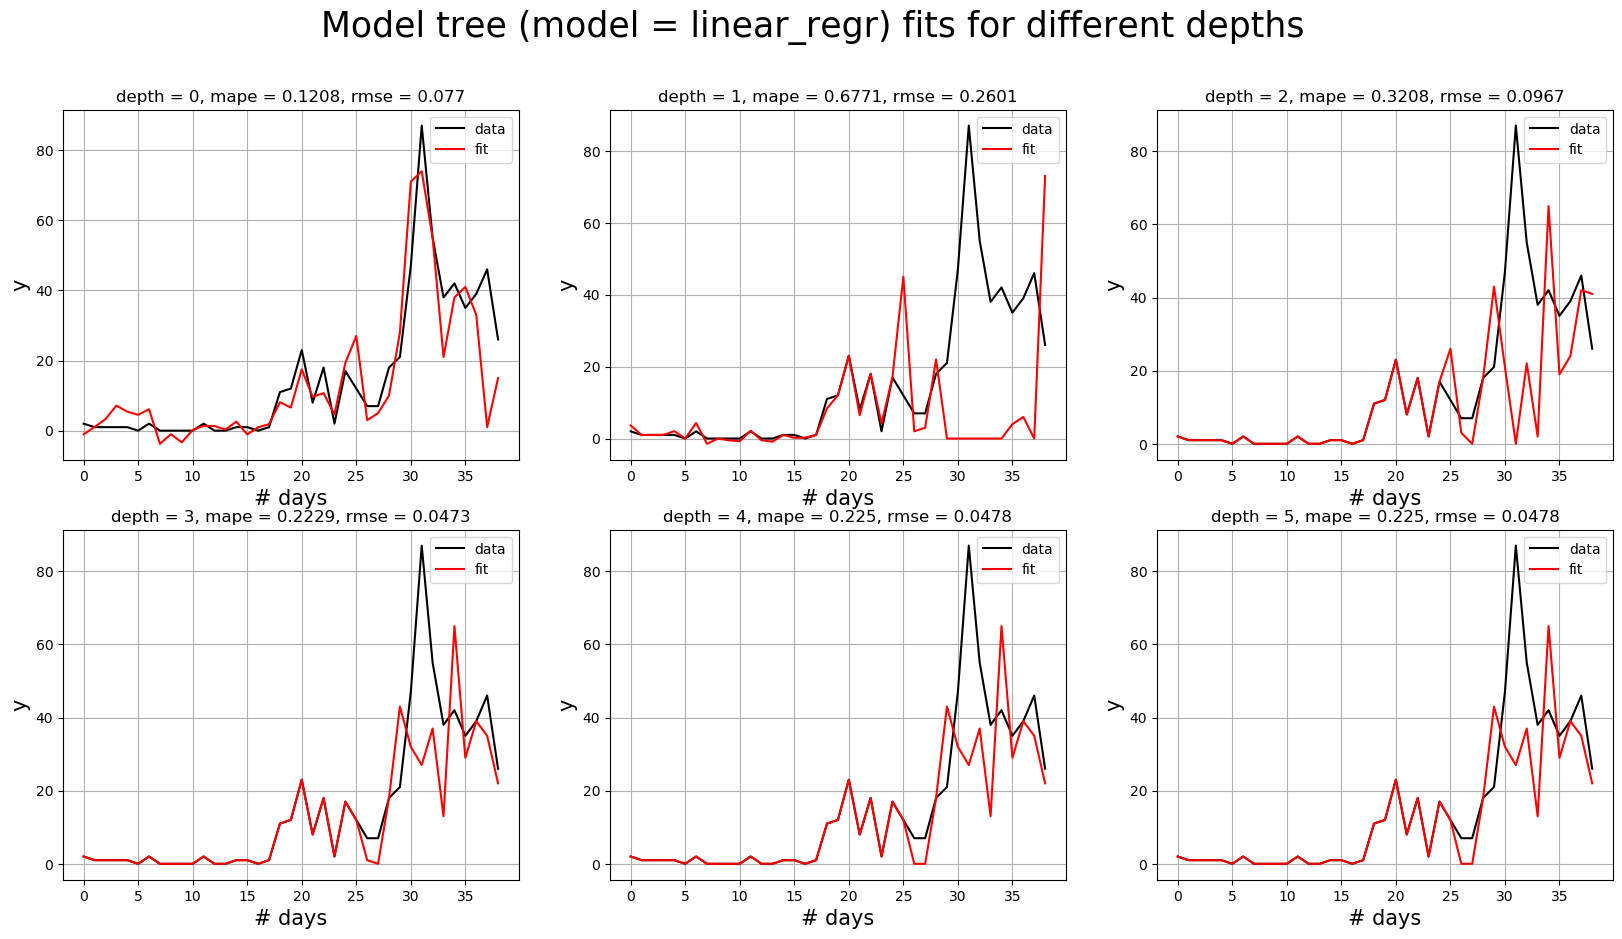 Model tree (model = linear_regr) fits for different depths
depth = 0, mape = 0.1208, rmse = 0.077
data
fit
80
60
40
20
0
y
0 5 10 15 20 25 30 35
# days
depth = 1, mape = 0.6771, rmse = 0.2601
data
fit
80
60
40
20
0
y
0 5 10 15 20 25 30 35
# days
depth = 2, mape = 0.3208, rmse = 0.0967
data
fit
80
60
40
20
0
y
0 5 10 15 20 25 30 35
# days
depth = 3, mape = 0.2229, rmse = 0.0473
data
fit
80
60
40
20
0
y
0 5 10 15 20 25 30 35
# days
depth = 4, mape = 0.225, rmse = 0.0478
data
fit
80
60
40
20
0
y
0 5 10 15 20 25 30 35
# days
depth = 5, mape = 0.225, rmse = 0.0478
data
fit
80
60
40
20
0
y
0 5 10 15 20 25 30 35
# days